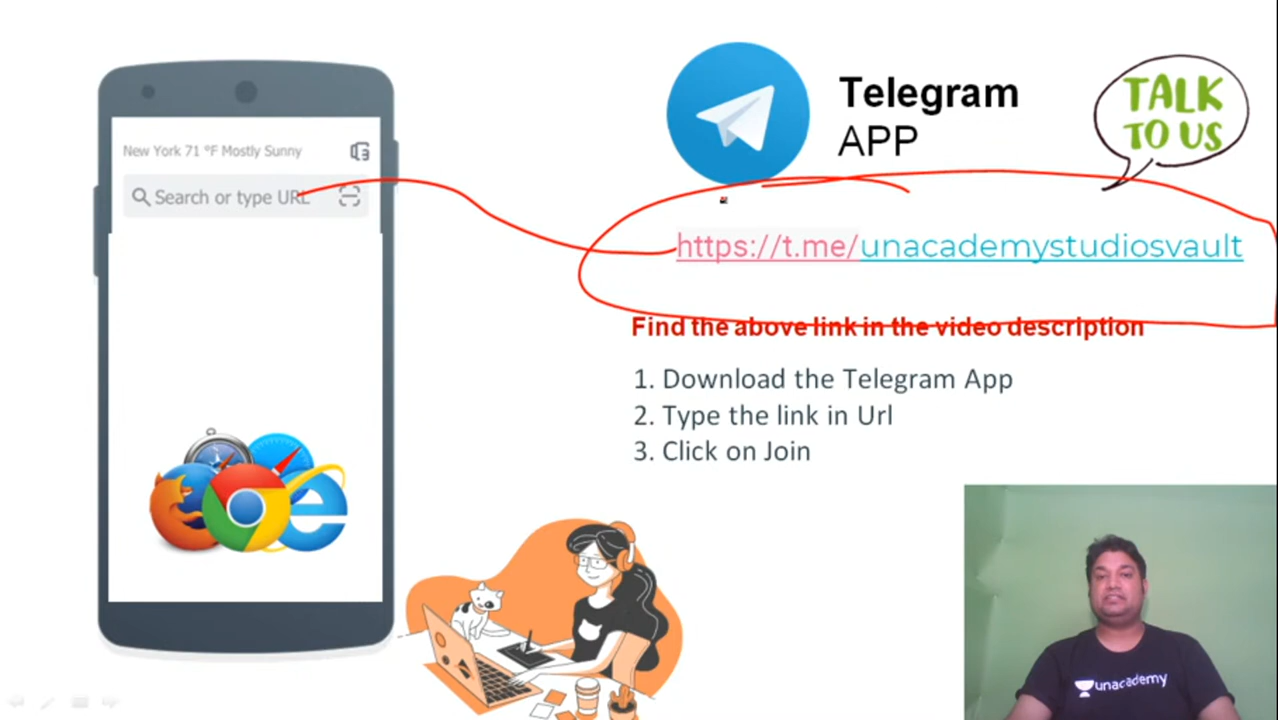 New York 71 °F Mostly Sunny
Search or type URL
Telegram
APP
TALK
TO US
https://t.me/unacademystudiosvault
Find the above link in the video description
1. Download the Telegram App
2. Type the link in Url
3. Click on Join
unacademy